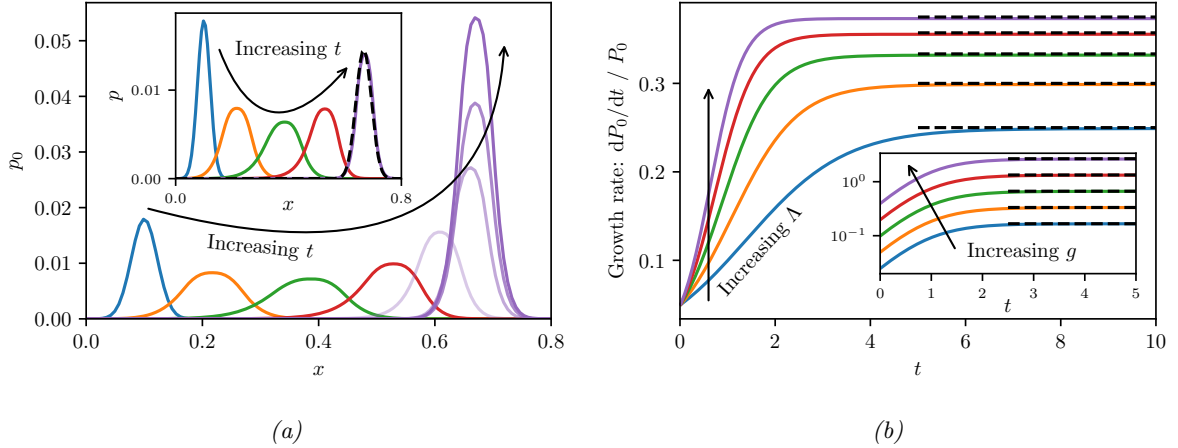 0.05
0.04
0.03
0.02
0.01
0.00
p₀
0.0
0.2
0.4
0.6
0.8
x
Increasing t
0.01
0.00
p
0.0
0.8
x
Increasing t
(a)
0.3
0.2
0.1
Growth rate: dP₀/dt / P₀
0
2
4
6
8
10
t
Increasing Λ
10⁰
10⁻¹
0
1
2
3
4
5
t
Increasing g
(b)